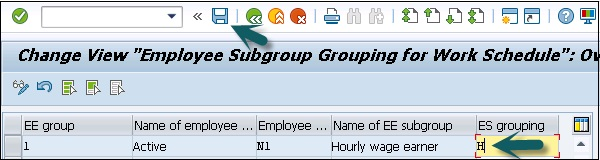 Change View "Employee Subgroup Grouping for Work Schedule": Ov
EE group Name of employee ... Employee ... Name of EE subgroup ES grouping
1 Active N1 Hourly wage earner H